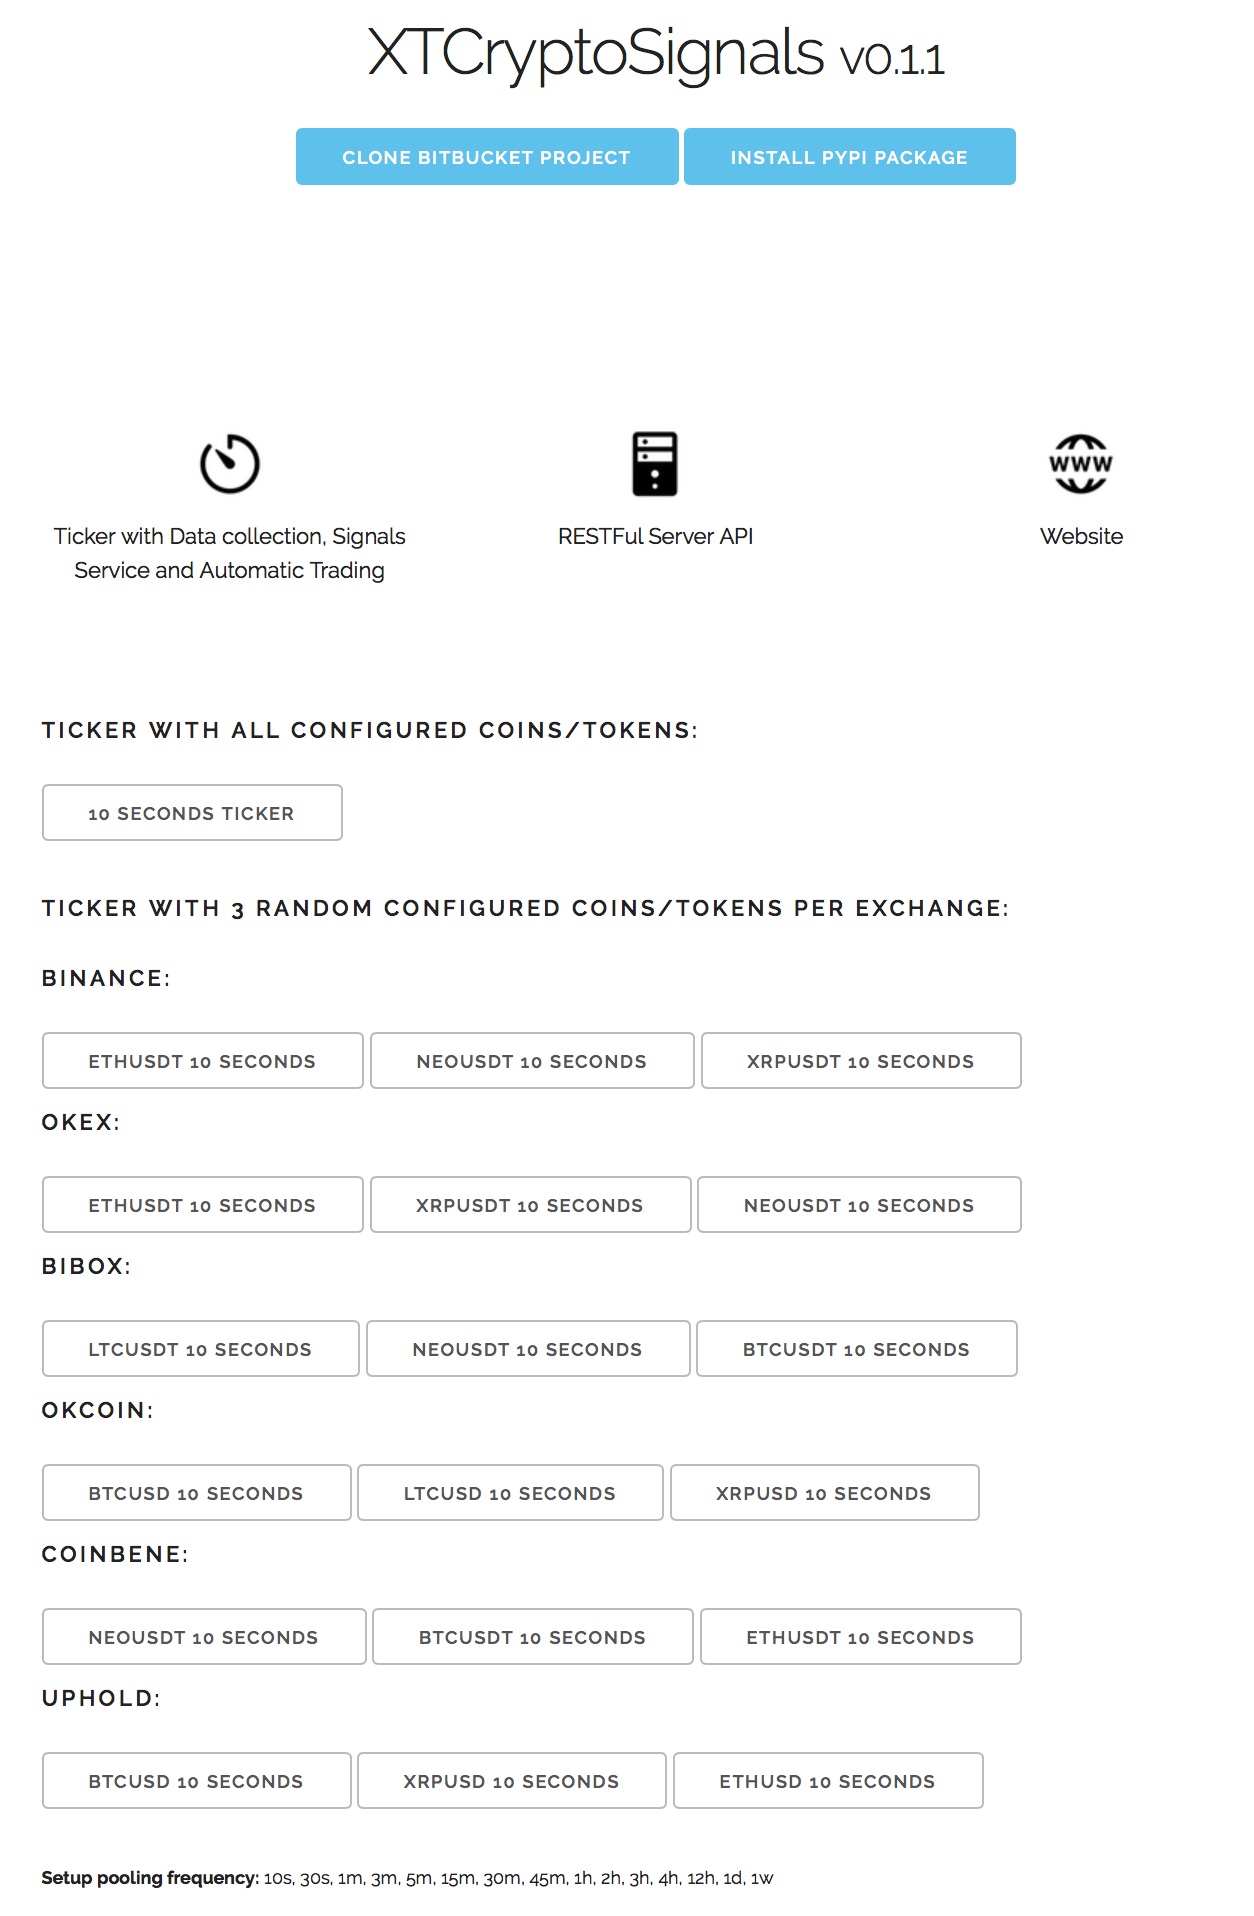 XTCryptoSignals v0.1.1
CLONE BITBUCKET PROJECT INSTALL PYPI PACKAGE
www
Ticker with Data collection, Signals
Service and Automatic Trading
RESTFul Server API
Website
TICKER WITH ALL CONFIGURED COINS/TOKENS:
10 SECONDS TICKER
TICKER WITH 3 RANDOM CONFIGURED COINS/TOKENS PER EXCHANGE:
BINANCE:
ETHUSDT 10 SECONDS NEOUSDT 10 SECONDS XRPUSDT 10 SECONDS
OKEX:
ETHUSDT 10 SECONDS XRPUSDT 10 SECONDS NEOUSDT 10 SECONDS
BIBOX:
LTCUSDT 10 SECONDS NEOUSDT 10 SECONDS BTCUSDT 10 SECONDS
OKCOIN:
BTCUSD 10 SECONDS LTCUSD 10 SECONDS XRPUSD 10 SECONDS
COINBENE:
NEOUSDT 10 SECONDS BTCUSDT 10 SECONDS ETHUSDT 10 SECONDS
UPHOLD:
BTCUSD 10 SECONDS XRPUSD 10 SECONDS ETHUSD 10 SECONDS
Setup pooling frequency: 10s, 30s, 1m, 3m, 5m, 15m, 30m, 45m, 1h, 2h, 3h, 4h, 12h, 1d, 1w